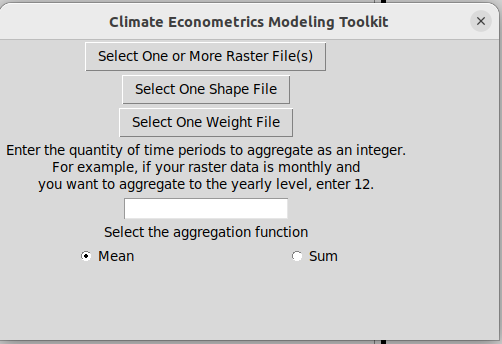 Climate Econometrics Modeling Toolkit
Select One or More Raster File(s)
Select One Shape File
Select One Weight File
Enter the quantity of time periods to aggregate as an integer.
For example, if your raster data is monthly and
you want to aggregate to the yearly level, enter 12.
Select the aggregation function
Mean
Sum